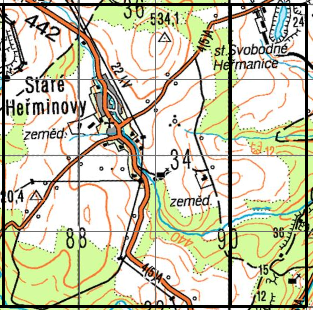 36
534.1
442
24
st. Svobodné
Heřmanice
22.IV
Staré
Heřminovy
zeměd.
34
12
zeměd.
20,4
88
440
90
36
15
12